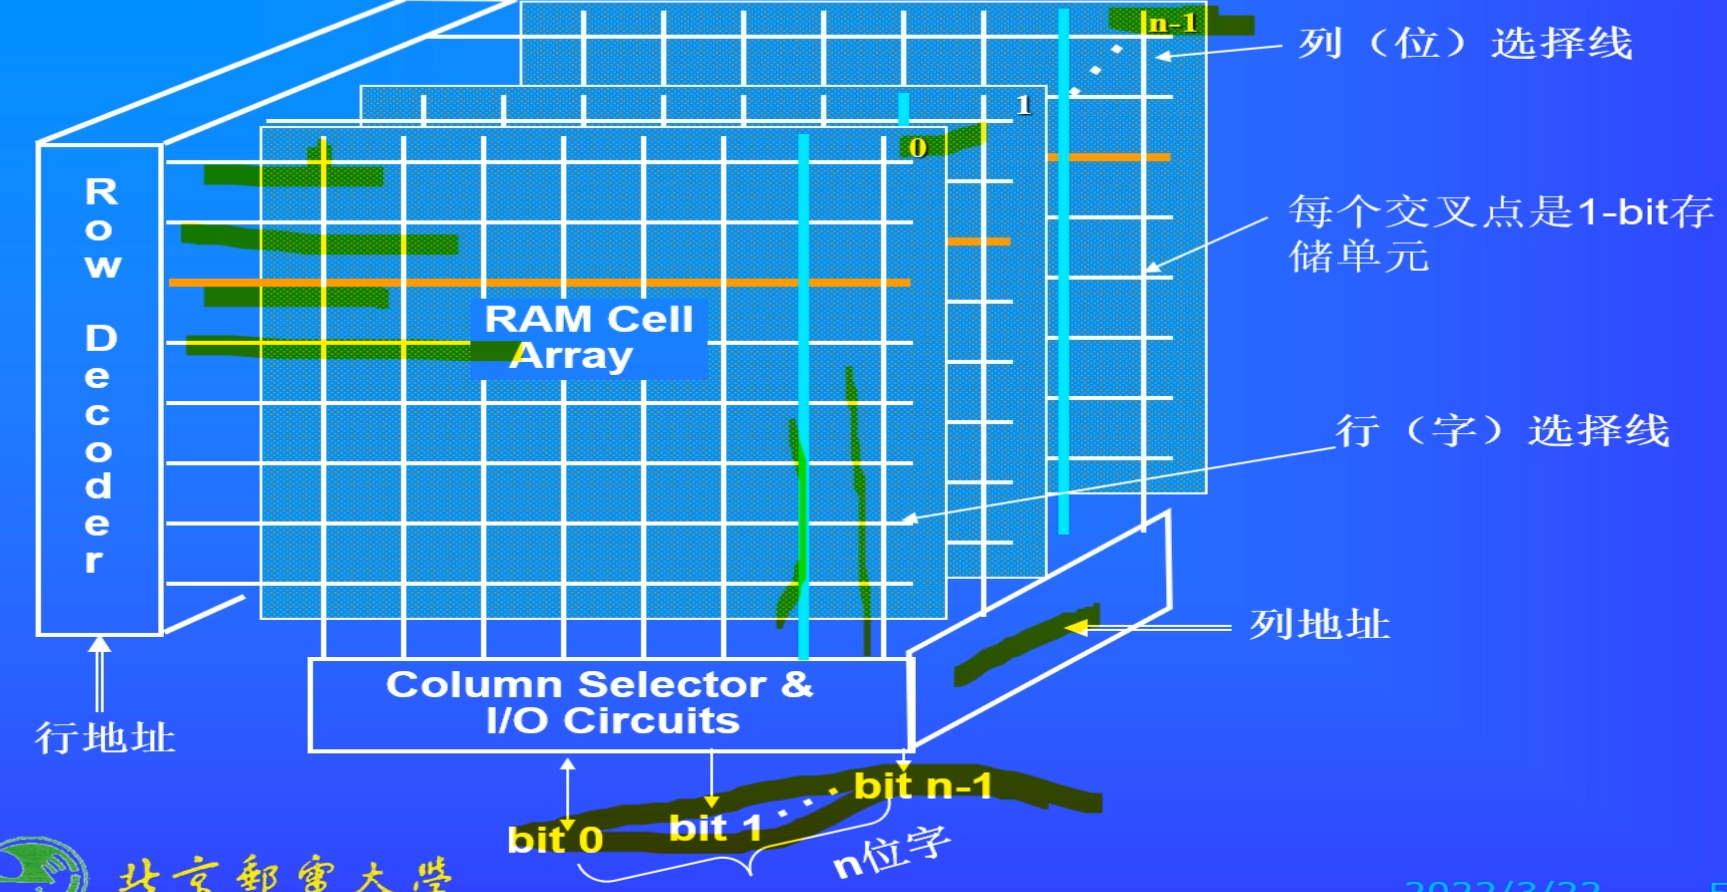 n-1
列（位）选择线
1
0
Row
Decoder
每个交叉点是1-bit存
储单元
RAM Cell
Array
行（字）选择线
列地址
Column Selector &
I/O Circuits
行地址
bit n-1
bit 1
bit 0
n位字
北京邮电大学